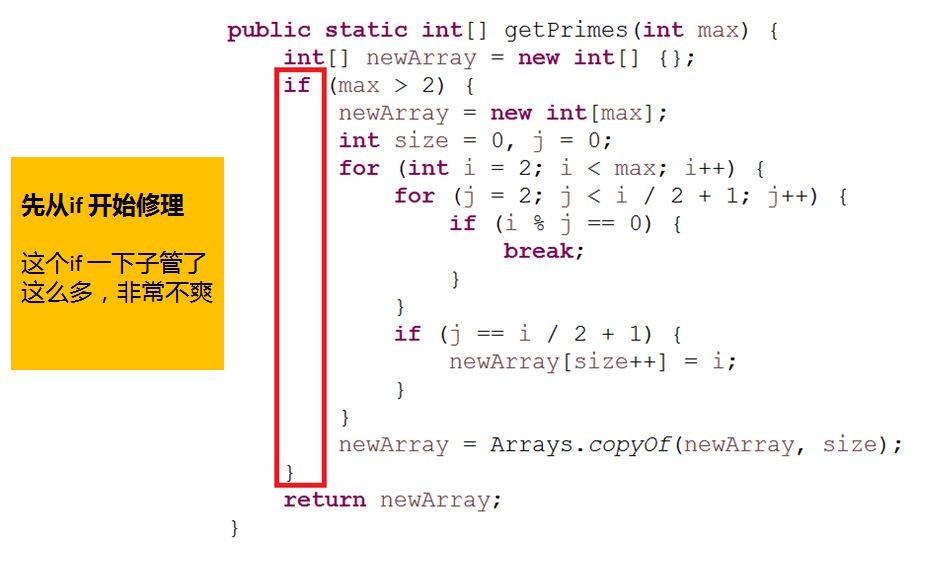 public static int[] getPrimes(int max) {
int[] newArray = new int[] {};
if (max > 2) {
newArray = new int[max];
int size = 0, j = 0;
for (int i = 2; i < max; i++) {
for (j = 2; j < i / 2 + 1; j++) {
if (i % j == 0) {
break;
}
}
if (j == i / 2 + 1) {
newArray[size++] = i;
}
}
newArray = Arrays.copyOf(newArray, size);
}
return newArray;
}
先从if 开始修理
这个if 一下子管了
这么多，非常不爽